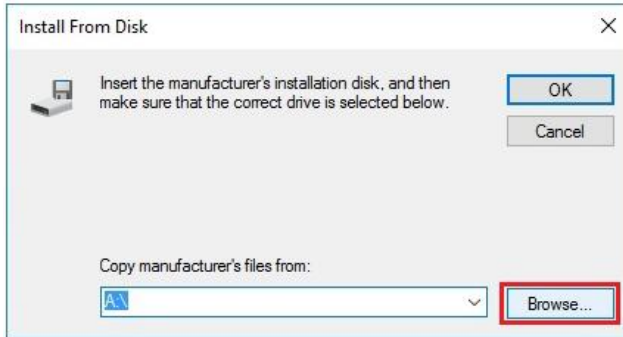 Install From Disk
Insert the manufacturer's installation disk, and then
make sure that the correct drive is selected below.
OK
Cancel
Copy manufacturer's files from:
A:\
Browse...